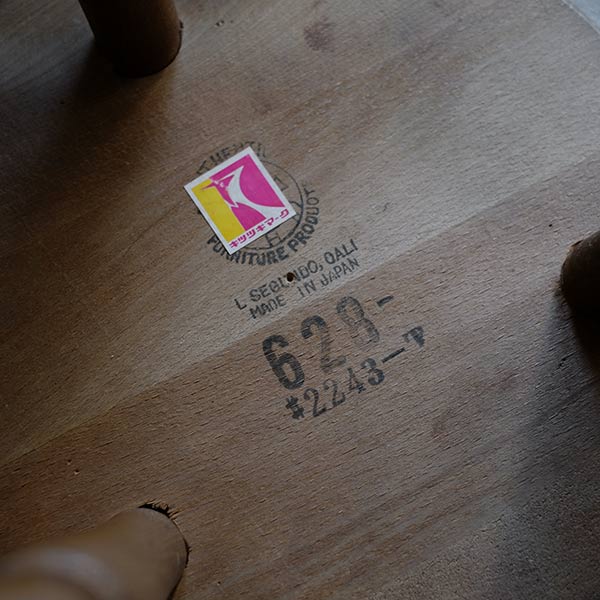 キツツキマーク
FURNITURE PRODUCT
L SEGUNDO, CALI
MADE IN JAPAN
628-
#2243-T